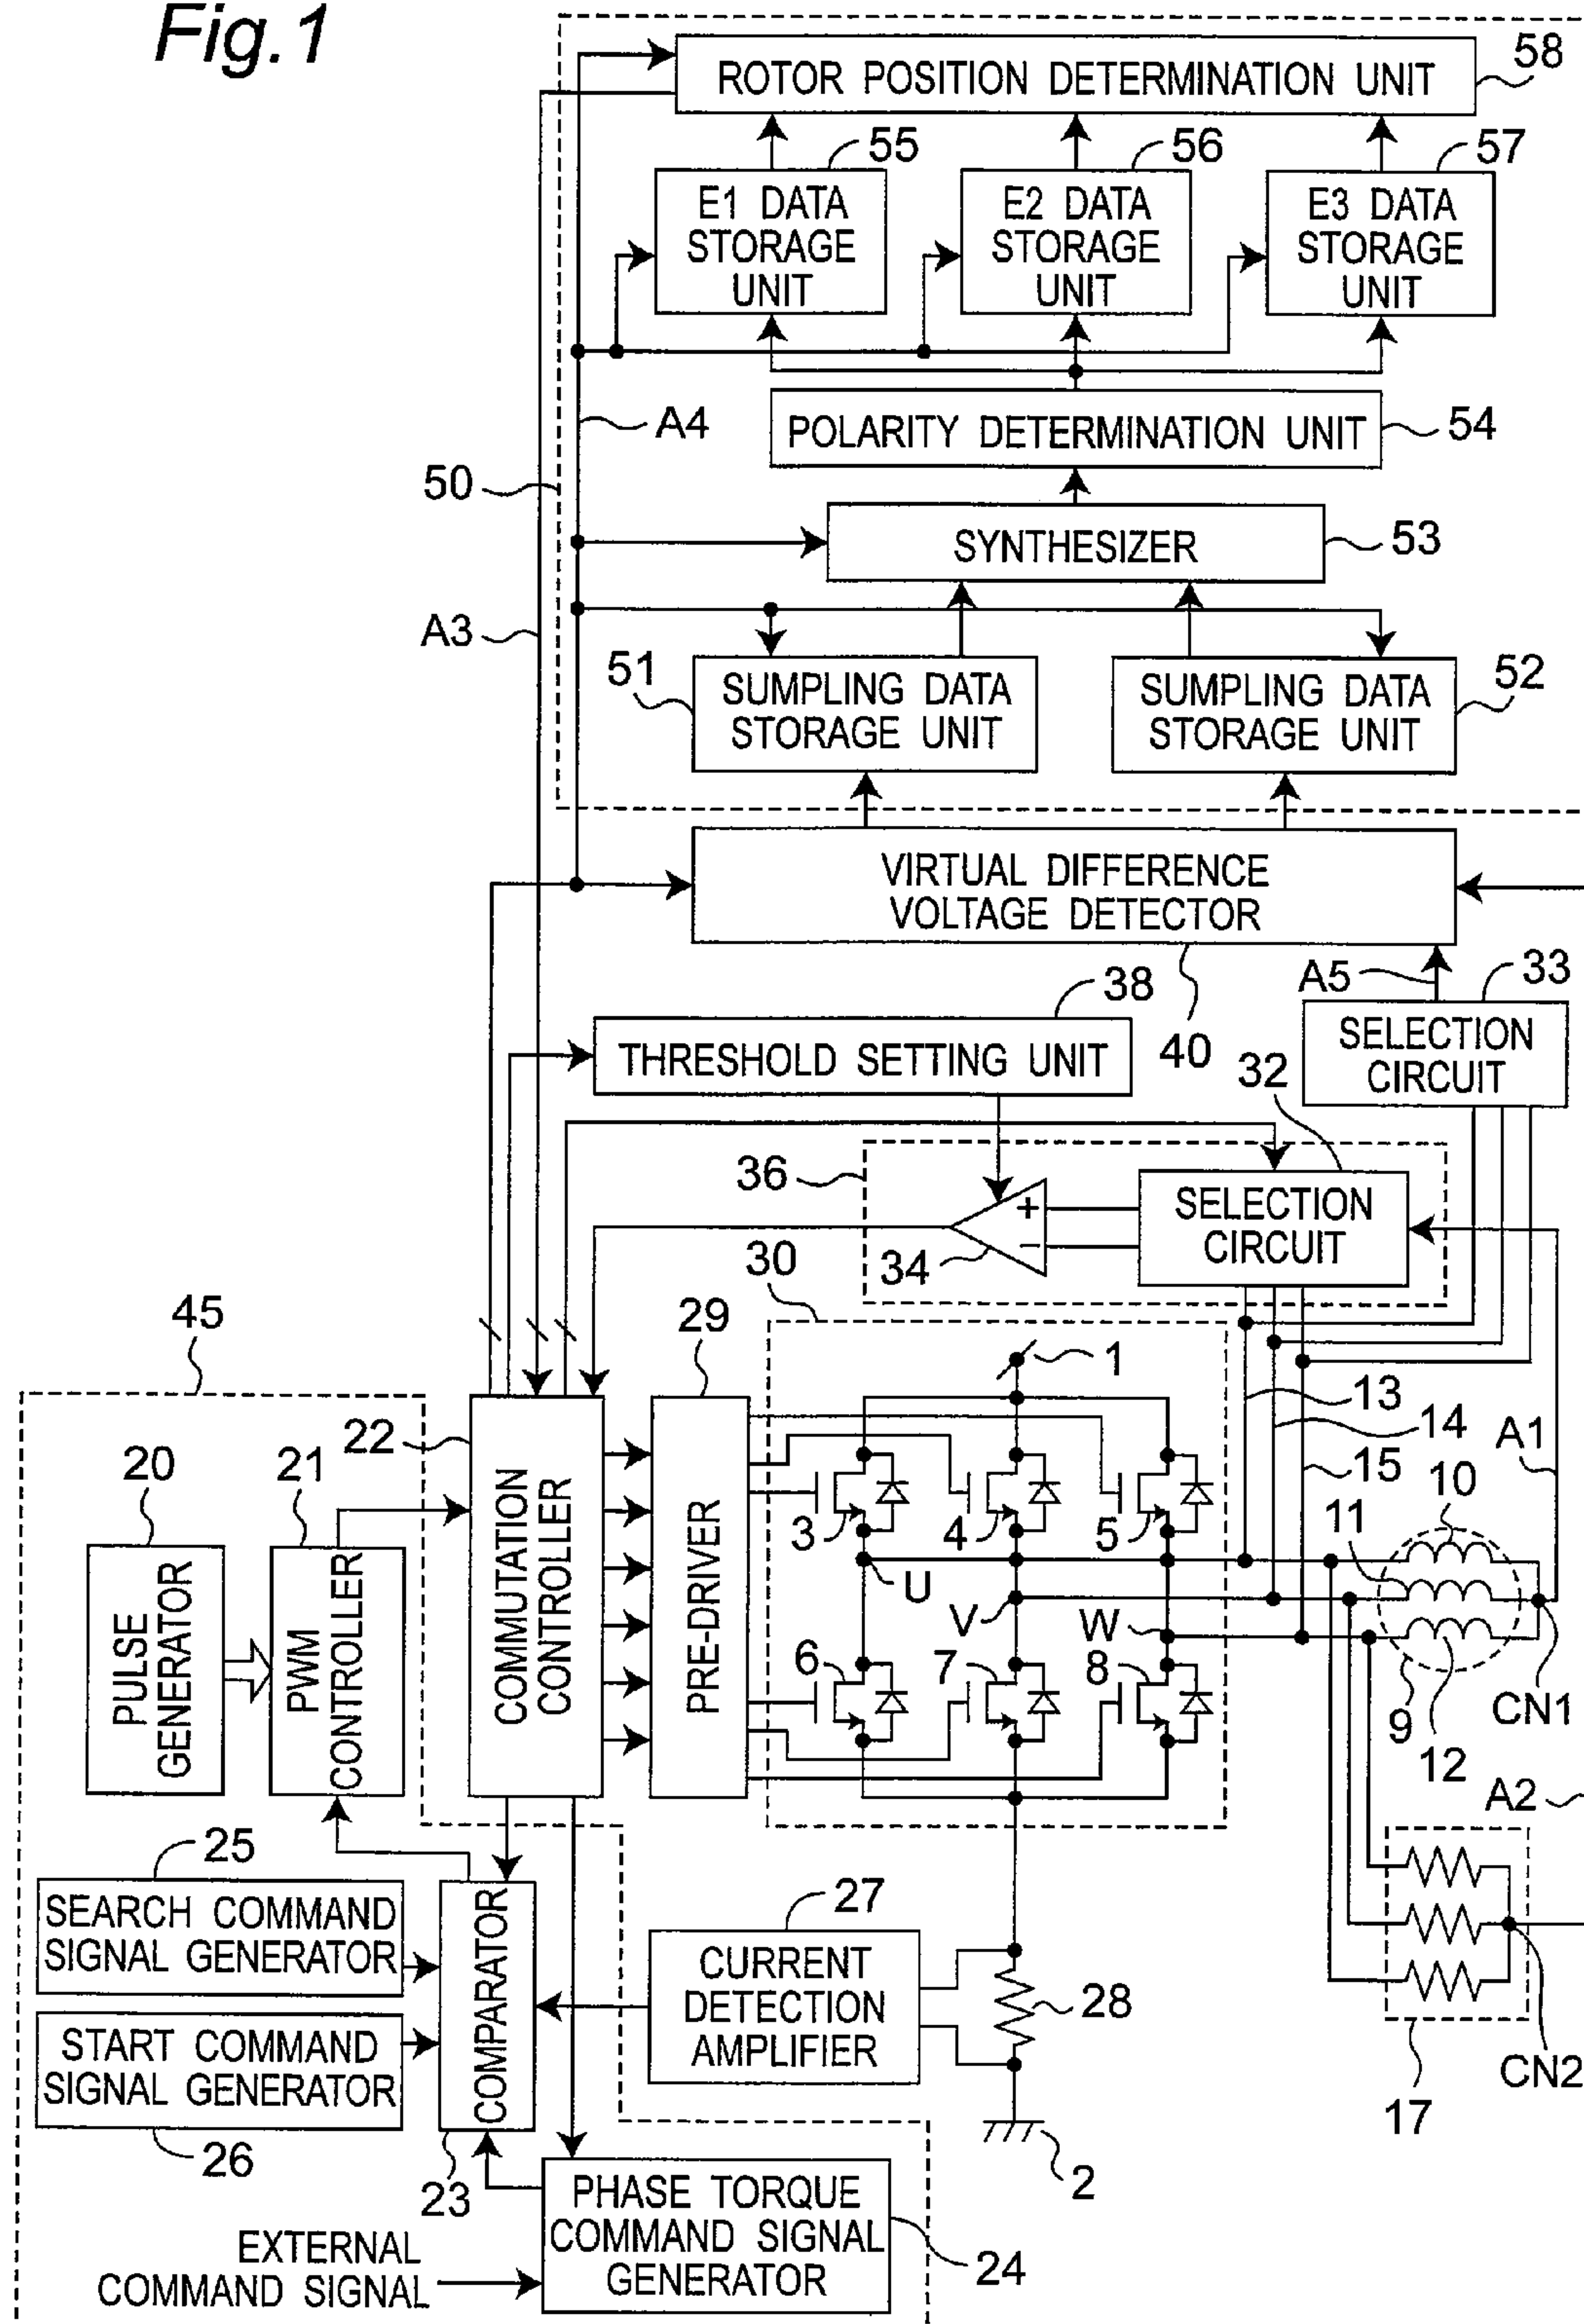 Fig.1
58
ROTOR POSITION DETERMINATION UNIT
55
56
57
E1 DATA
STORAGE
UNIT
E2 DATA
STORAGE
UNIT
E3 DATA
STORAGE
UNIT
A4
POLARITY DETERMINATION UNIT
54
50
SYNTHESIZER
53
A3
51
SUMPLING DATA
STORAGE UNIT
SUMPLING DATA
STORAGE UNIT
52
VIRTUAL DIFFERENCE
VOLTAGE DETECTOR
38
40
A5
33
SELECTION
CIRCUIT
THRESHOLD SETTING UNIT
32
36
SELECTION
CIRCUIT
+
−
34
30
45
29
1
13
14
15
A1
22
20
21
10
11
COMMUTATION
CONTROLLER
PRE-DRIVER
3
4
5
U
V
W
PULSE
GENERATOR
PWM
CONTROLLER
6
7
8
9
12
CN1
A2
25
SEARCH COMMAND
SIGNAL GENERATOR
START COMMAND
SIGNAL GENERATOR
26
COMPARATOR
23
27
CURRENT
DETECTION
AMPLIFIER
28
CN2
17
2
PHASE TORQUE
COMMAND SIGNAL
GENERATOR
24
EXTERNAL
COMMAND SIGNAL